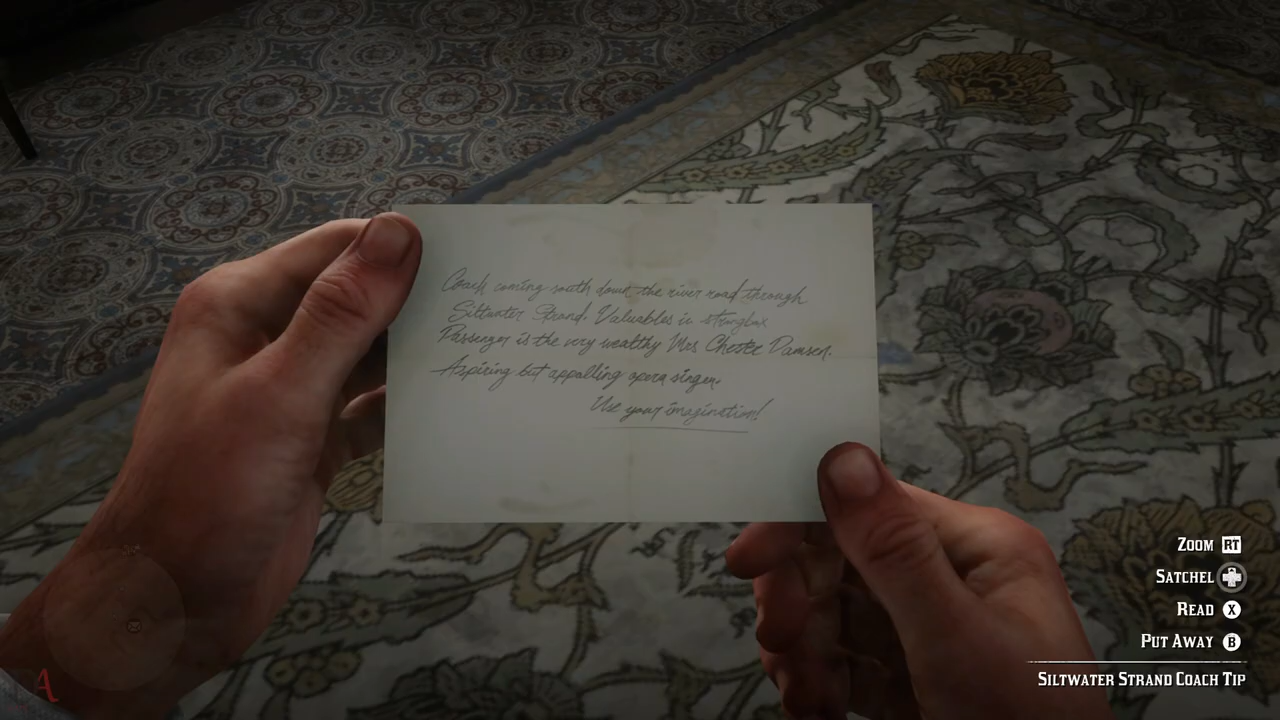 Coach coming south down the river road through
Siltwater Strand. Valuables in strongbox
Passenger is the very wealthy Mrs Chester Damsen.
Aspiring but appalling opera singer.
Use your imagination!
ZOOM RT
SATCHEL
READ X
PUT AWAY B
SILTWATER STRAND COACH TIP
A